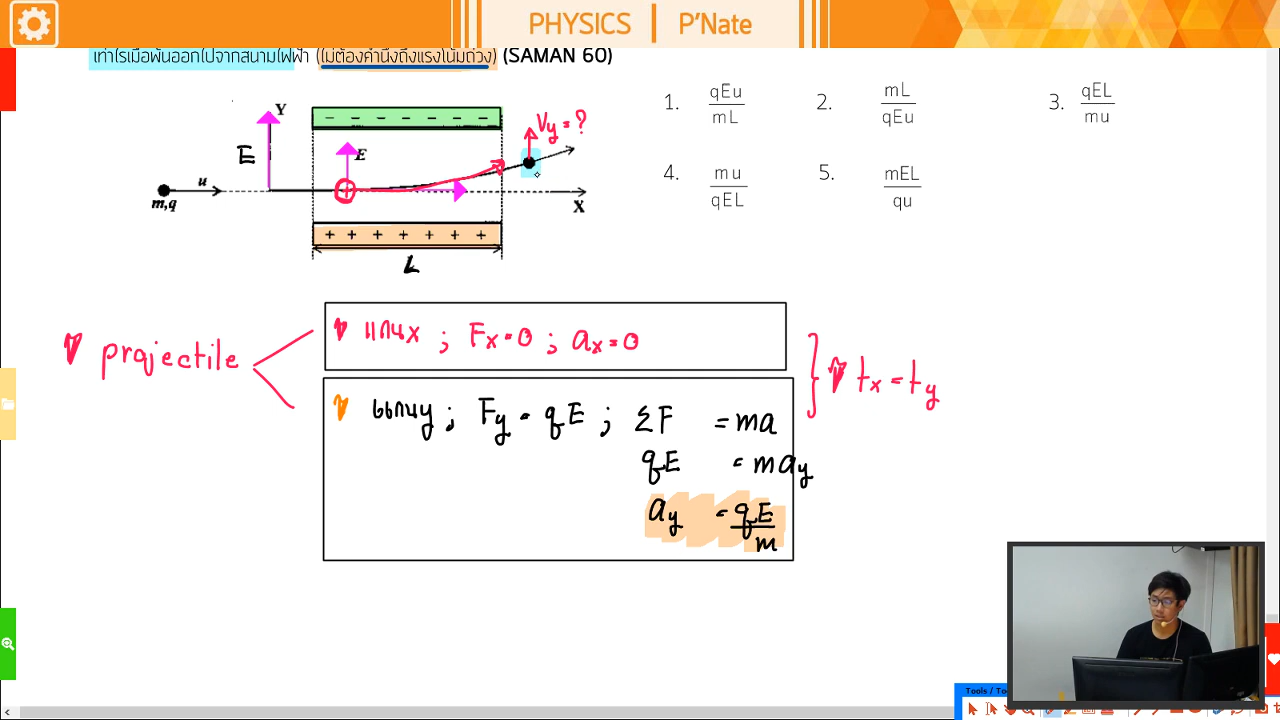 PHYSICS | P'Nate
เท่าไรเมื่อพ้นออกไปจากสนามไฟฟ้า (ไม่ต้องคำนึงถึงแรงโน้มถ่วง) (SAMAN 60)
Y
- - - - - - -
Vy = ?
E
E
u
m,q
X
+ + + + + + +
L
1. qEu/mL
2. mL/qEu
3. qEL/mu
4. mu/qEL
5. mEL/qu
projectile
แกนx ; Fx = 0 ; ax = 0
แกนy ; Fy = qE ; ΣF = ma
qE = may
ay = qE/m
tx = ty
Tools / To